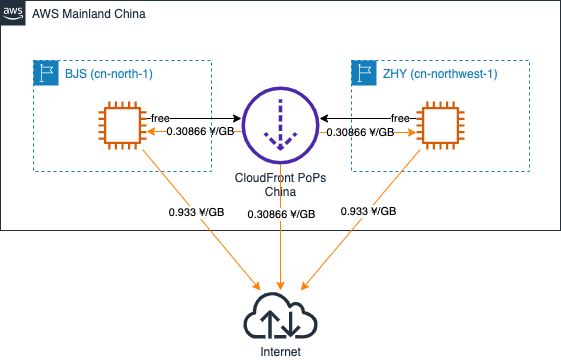 aws
AWS Mainland China
BJS (cn-north-1)
ZHY (cn-northwest-1)
free
free
0.30866 ¥/GB
0.30866 ¥/GB
CloudFront PoPs
China
0.933 ¥/GB
0.30866 ¥/GB
0.933 ¥/GB
Internet